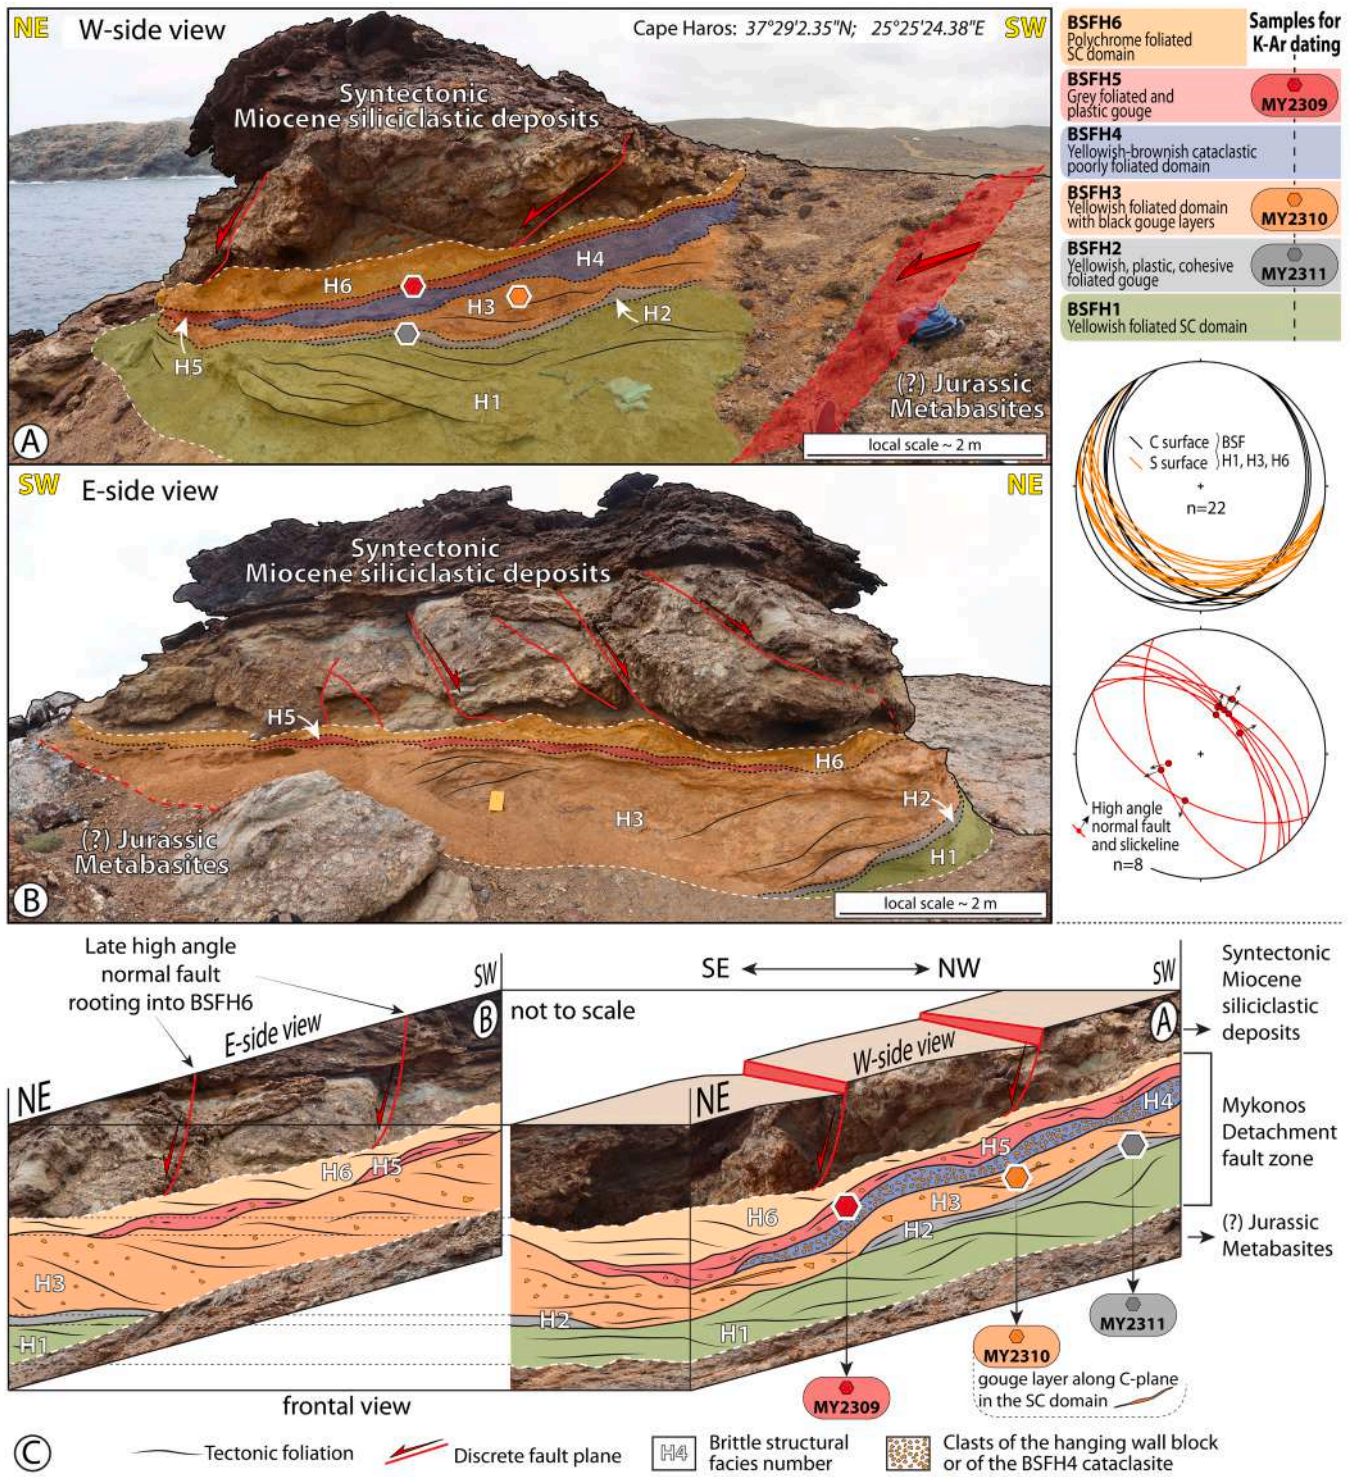 NE
W-side view
Cape Haros: 37°29'2.35"N; 25°25'24.38"E
SW
Syntectonic
Miocene siliciclastic deposits
H4
H6
H3
H2
H5
H1
(?) Jurassic
Metabasites
A
local scale ~ 2 m
SW
E-side view
NE
Syntectonic
Miocene siliciclastic deposits
H5
H6
H2
H3
(?) Jurassic
Metabasites
H1
B
local scale ~ 2 m
BSFH6
Polychrome foliated
SC domain
Samples for
K-Ar dating
BSFH5
Grey foliated and
plastic gouge
MY2309
BSFH4
Yellowish-brownish cataclastic
poorly foliated domain
BSFH3
Yellowish foliated domain
with black gouge layers
MY2310
BSFH2
Yellowish, plastic, cohesive
foliated gouge
MY2311
BSFH1
Yellowish foliated SC domain
C surface BSF
S surface H1, H3, H6
n=22
High angle
normal fault
and slickeline
n=8
Late high angle
normal fault
rooting into BSFH6
SW
E-side view
B
NE
H6
H5
H3
H1
not to scale
SE
NW
SW
A
W-side view
NE
H4
H5
H6
H3
H2
H2
H1
Syntectonic
Miocene
siliciclastic
deposits
Mykonos
Detachment
fault zone
(?) Jurassic
Metabasites
MY2311
MY2310
gouge layer along C-plane
in the SC domain
MY2309
frontal view
C
Tectonic foliation
Discrete fault plane
H4
Brittle structural
facies number
Clasts of the hanging wall block
or of the BSFH4 cataclasite